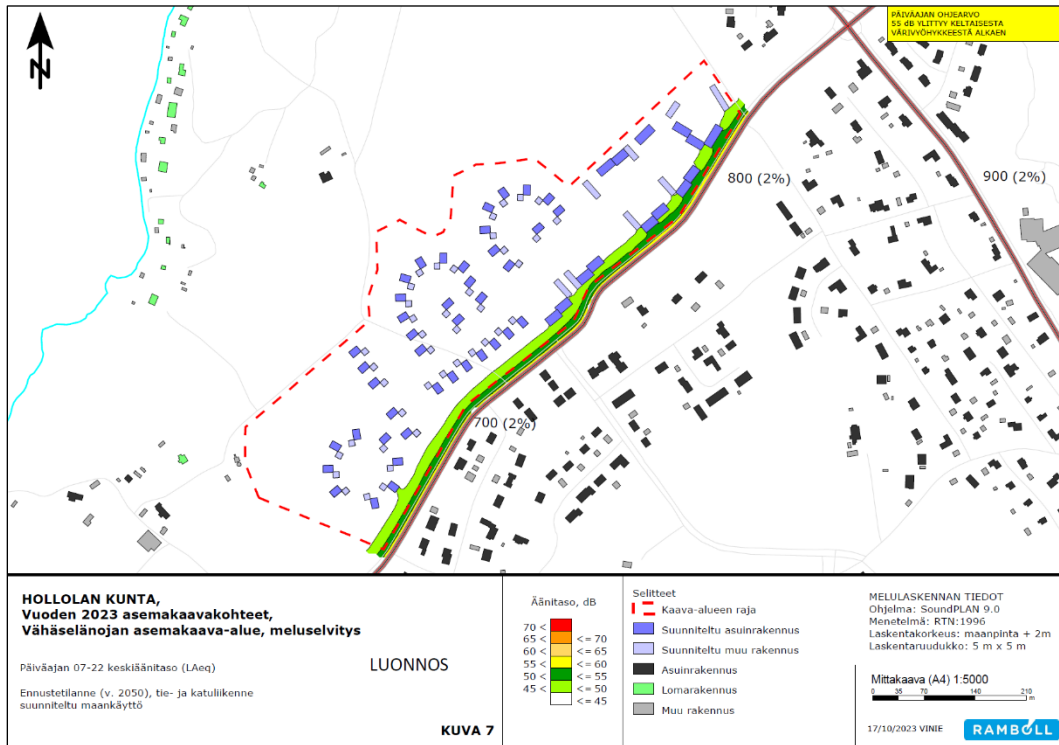 N
PÄIVÄAJAN OHJEARVO
55 dB YLITTYY KELTAISESTA
VÄRIVYÖHYKKEESTÄ ALKAEN
800 (2%)
900 (2%)
700 (2%)
HOLLOLAN KUNTA,
Vuoden 2023 asemakaavakohteet,
Vähäselänojan asemakaava-alue, meluselvitys
Päiväajan 07-22 keskiäänitaso (LAeq)
LUONNOS
Ennustetilanne (v. 2050), tie- ja katuliikenne
suunniteltu maankäyttö
KUVA 7
Äänitaso, dB
70 <
65 < <= 70
60 < <= 65
55 < <= 60
50 < <= 55
45 < <= 50
<= 45
Selitteet
Kaava-alueen raja
Suunniteltu asuinrakennus
Suunniteltu muu rakennus
Asuinrakennus
Lomarakennus
Muu rakennus
MELULASKENNAN TIEDOT
Ohjelma: SoundPLAN 9.0
Menetelmä: RTN:1996
Laskentakorkeus: maanpinta + 2m
Laskentaruudukko: 5 m x 5 m
Mittakaava (A4) 1:5000
0 35 70 140 210
m
17/10/2023 VINIE
RAMBOLL